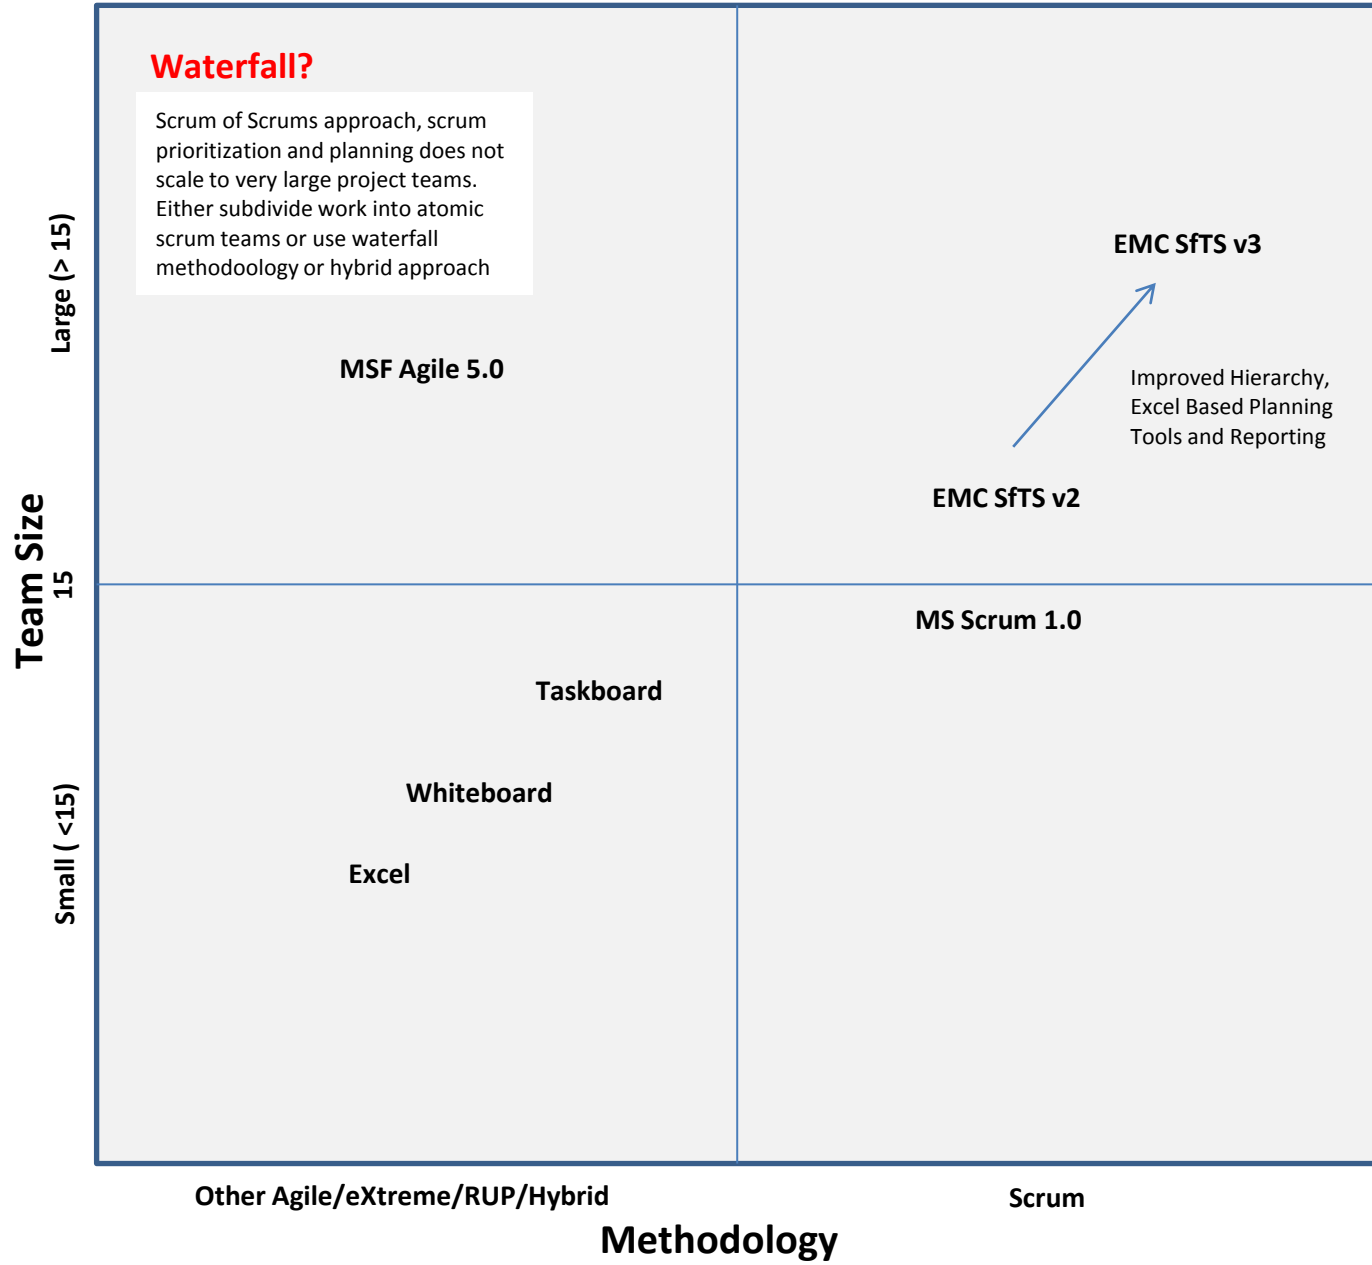 Waterfall?
Scrum of Scrums approach, scrum
prioritization and planning does not
scale to very large project teams.
Either subdivide work into atomic
scrum teams or use waterfall
methodoology or hybrid approach
EMC SfTS v3
MSF Agile 5.0
Improved Hierarchy,
Excel Based Planning
Tools and Reporting
EMC SfTS v2
MS Scrum 1.0
Taskboard
Whiteboard
Excel
Team Size
Large (> 15)
15
Small ( <15)
Other Agile/eXtreme/RUP/Hybrid
Scrum
Methodology